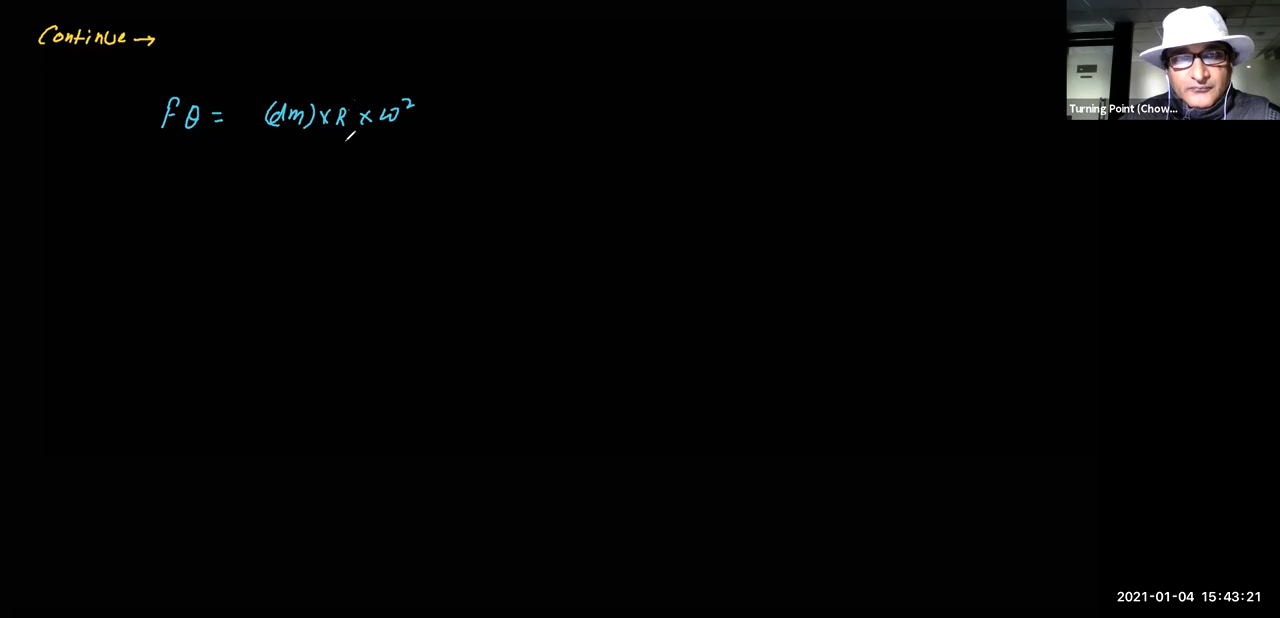 Continue →
Fθ = (dm) × R × ω²
Turning Point (Chow...
2021-01-04 15:43:21